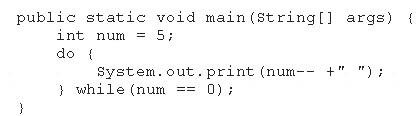 public static void main(String[] args) {
    int num = 5;
    do {
        System.out.print(num-- +" ");
    } while(num == 0);
}